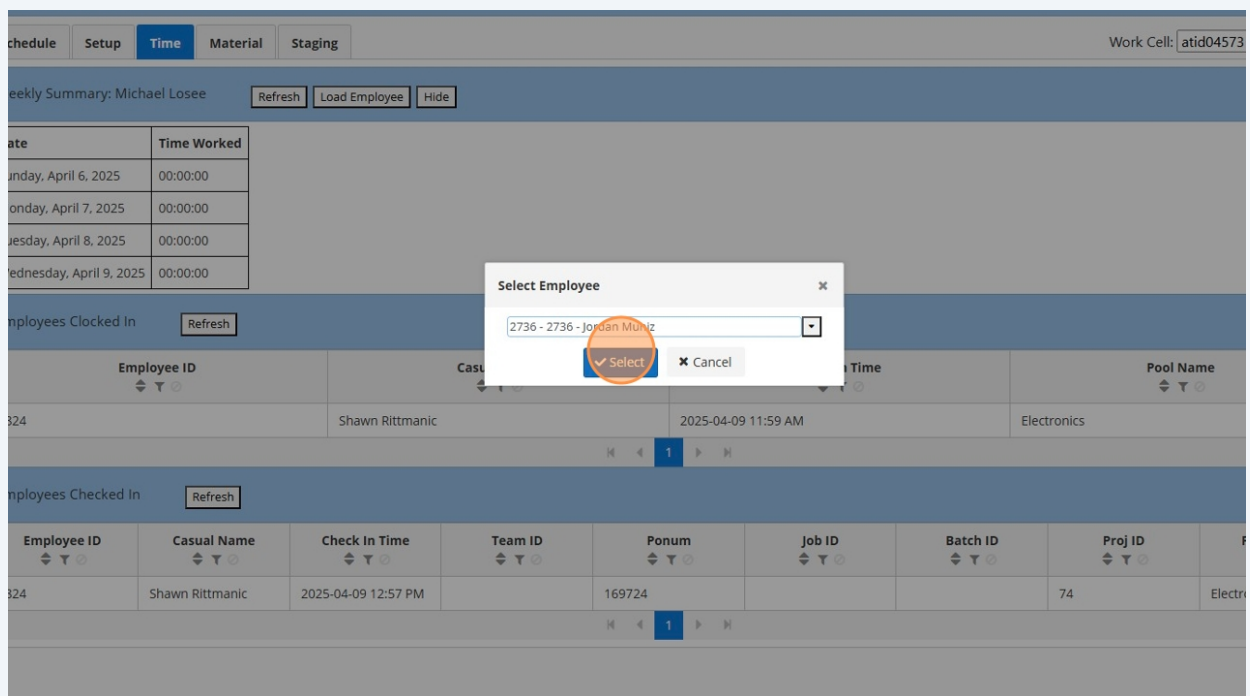 chedule Setup Time Material Staging Work Cell: atid04573
eekly Summary: Michael Losee Refresh Load Employee Hide
ate Time Worked
unday, April 6, 2025 00:00:00
onday, April 7, 2025 00:00:00
uesday, April 8, 2025 00:00:00
ednesday, April 9, 2025 00:00:00
Select Employee
2736 - 2736 - Jordan Muniz
Select Cancel
mployees Clocked In Refresh
Employee ID Casu Time Pool Name
324 Shawn Rittmanic 2025-04-09 11:59 AM Electronics
1
mployees Checked In Refresh
Employee ID Casual Name Check In Time Team ID Ponum Job ID Batch ID Proj ID
324 Shawn Rittmanic 2025-04-09 12:57 PM 169724 74 Electr
1